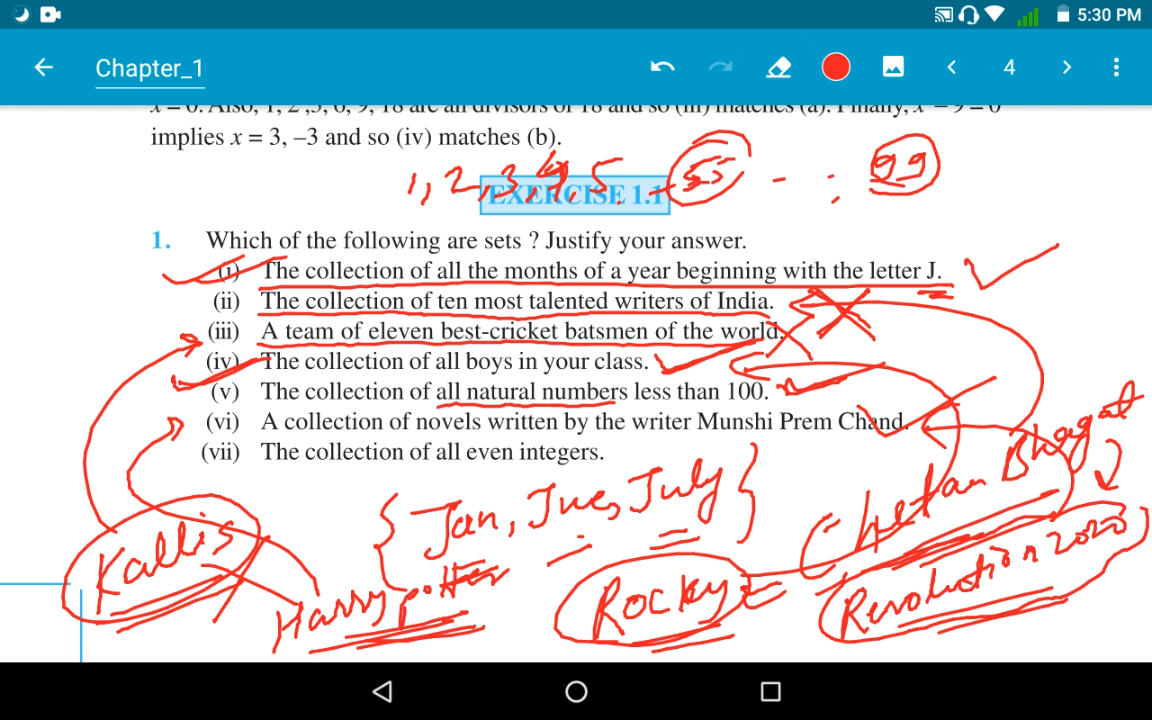 5:30 PM
Chapter_1
4
x = 0. Also, 1, 2 ,3, 6, 9, 18 are all divisors of 18 and so (iii) matches (a). Finally, x – 9 = 0
implies x = 3, –3 and so (iv) matches (b).
1, 2, 3, 4, 5 55 - : 99
EXERCISE 1.1
1. Which of the following are sets ? Justify your answer.
(i) The collection of all the months of a year beginning with the letter J.
(ii) The collection of ten most talented writers of India.
(iii) A team of eleven best-cricket batsmen of the world.
(iv) The collection of all boys in your class.
(v) The collection of all natural numbers less than 100.
(vi) A collection of novels written by the writer Munshi Prem Chand.
(vii) The collection of all even integers.
{ Jan, Jue, July }
Chetan Bhagat
Kallis
Harry potter
Rocky
Revolution 2020